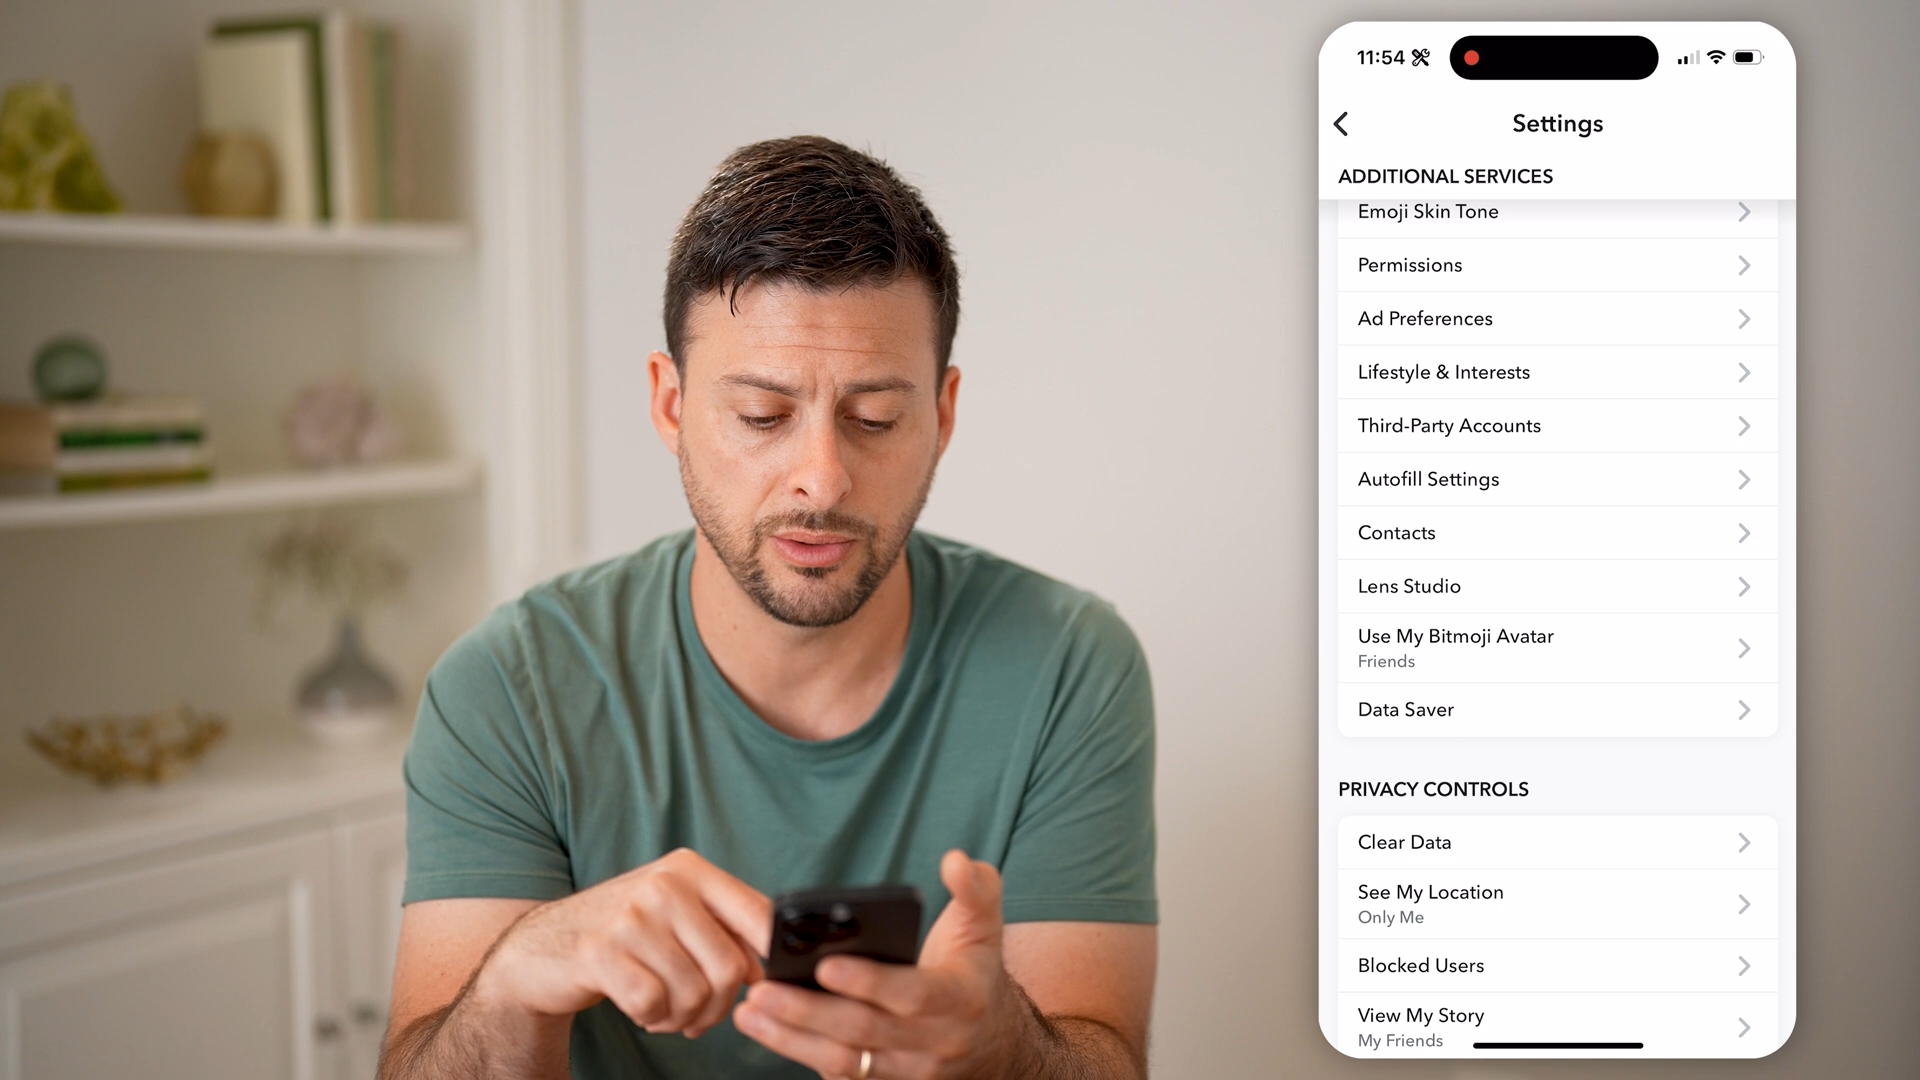 11:54
Settings
ADDITIONAL SERVICES
Emoji Skin Tone
Permissions
Ad Preferences
Lifestyle & Interests
Third-Party Accounts
Autofill Settings
Contacts
Lens Studio
Use My Bitmoji Avatar
Friends
Data Saver
PRIVACY CONTROLS
Clear Data
See My Location
Only Me
Blocked Users
View My Story
My Friends